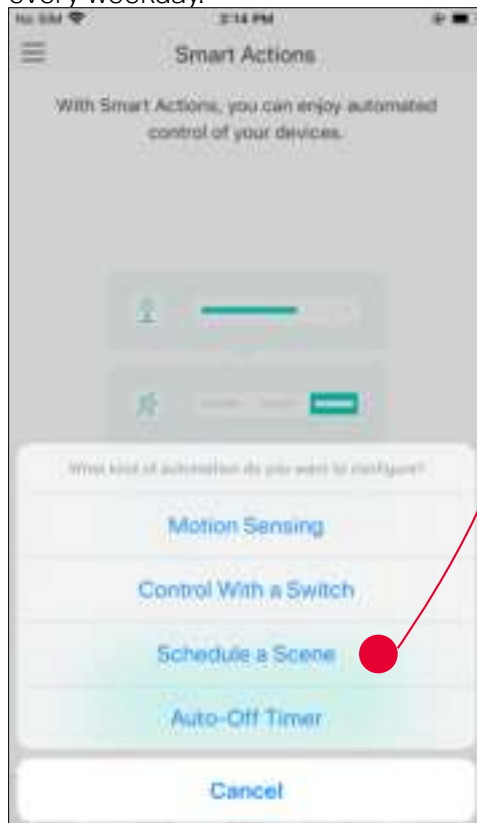 every weekday.
No SIM 2:14 PM
Smart Actions
With Smart Actions, you can enjoy automated
control of your devices.
What kind of automation do you want to configure?
Motion Sensing
Control With a Switch
Schedule a Scene
Auto-Off Timer
Cancel